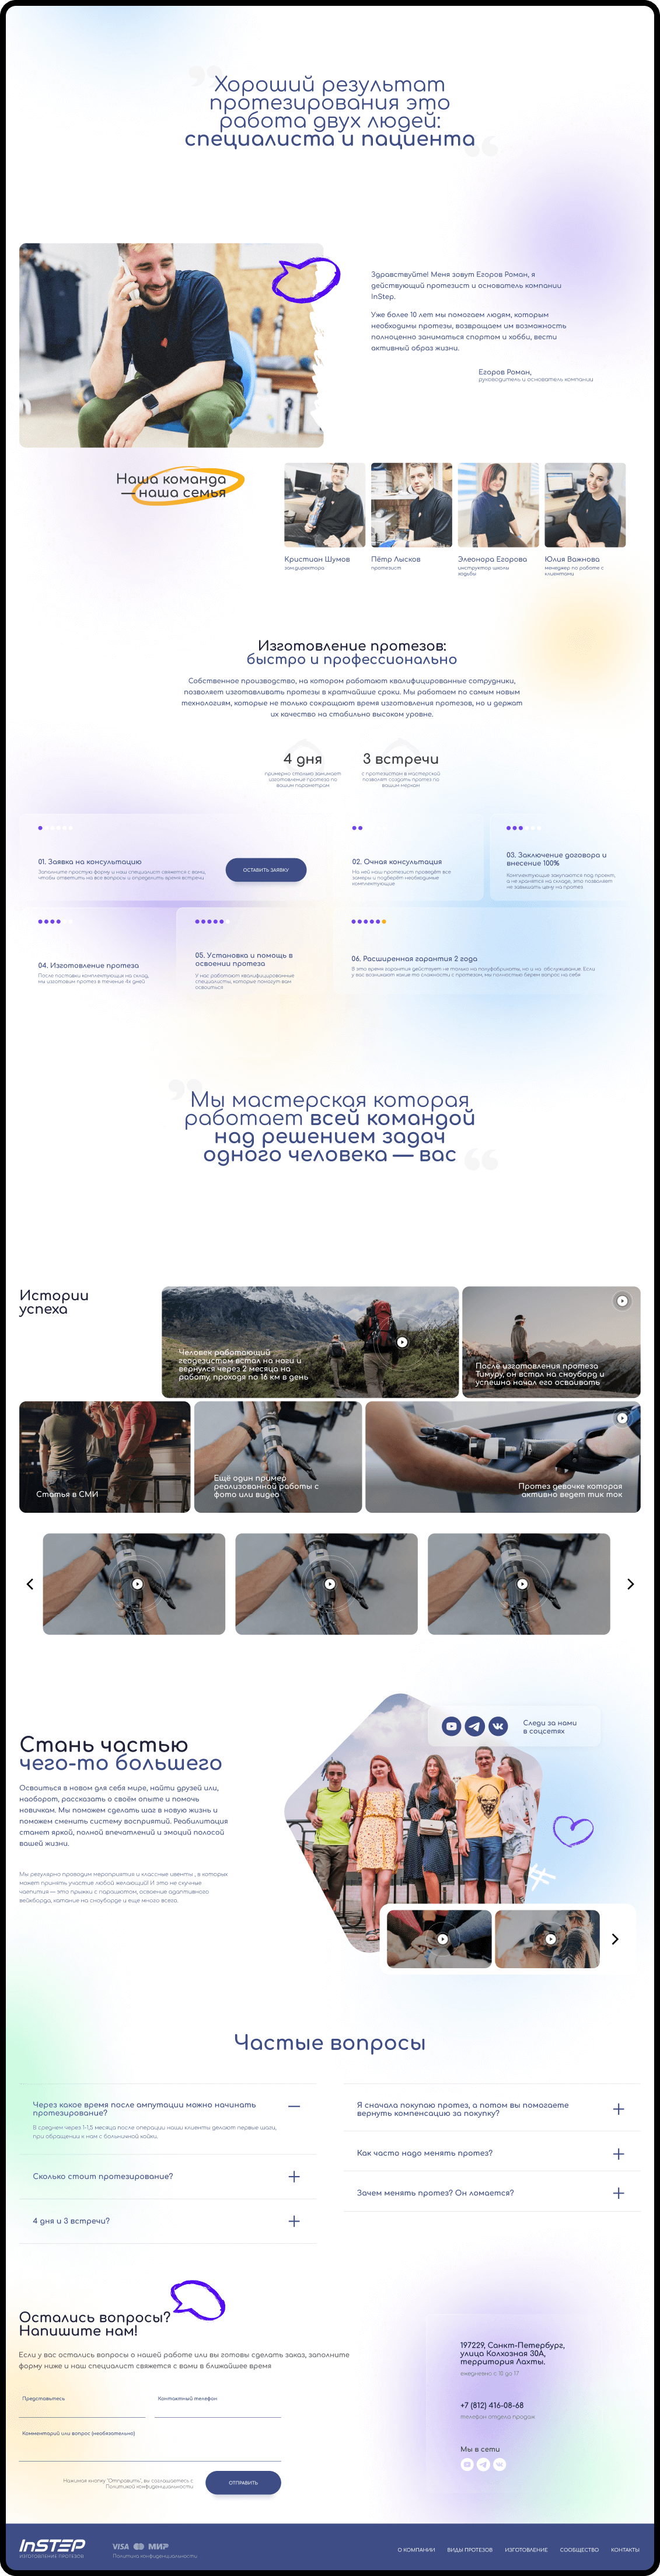 Хороший результат
протезирования это
работа двух людей:
специалиста и пациента
Здравствуйте! Меня зовут Егоров Роман, я
действующий протезист и основатель компании
InStep.
Уже более 10 лет мы помогаем людям, которым
необходимы протезы, возвращаем им возможность
полноценно заниматься спортом и хобби, вести
активный образ жизни.
Егоров Роман,
руководитель и основатель компании
Наша команда
— наша семья
Кристиан Шумов
замдиректора
Пётр Лысков
протезист
Элеонора Егорова
инструктор школы
ходьбы
Юлия Важнова
менеджер по работе с
клиентами
Изготовление протезов:
быстро и профессионально
Собственное производство, на котором работают квалифицированные сотрудники,
позволяет изготавливать протезы в кратчайшие сроки. Мы работаем по самым новым
технологиям, которые не только сокращают время изготовления протезов, но и держат
их качество на стабильно высоком уровне.
4 дня
примерно столько занимает
изготовление протеза по
вашим параметрам
3 встречи
с протезистом в мастерской
позволят создать протез по
вашим меркам
01. Заявка на консультацию
Заполните простую форму и наш специалист свяжется с вами,
чтобы ответить на все вопросы и определить время встречи
ОСТАВИТЬ ЗАЯВКУ
02. Очная консультация
На ней наш протезист проведёт все
замеры и подберёт необходимые
комплектующие
03. Заключение договора и
внесение 100%
Комплектующие закупаются под проект,
а не хранятся на складе, это позволяет
не завышать цену на протез
04. Изготовление протеза
После поставки комплектующих на склад,
мы изготовим протез в течение 4х дней
05. Установка и помощь в
освоении протеза
У нас работают квалифицированные
специалисты, которые помогут вам
освоиться
06. Расширенная гарантия 2 года
В это время гарантия действует не только на полуфабрикаты, но и на обслуживание. Если
у вас возникают какие то сложности с протезом, мы полностью берём вопрос на себя
Мы мастерская которая
работает всей командой
над решением задач
одного человека — вас
Истории
успеха
Человек работающий
геодезистом встал на ноги и
вернулся через 2 месяца на
работу, проходя по 16 км в день
После изготовления протеза
Тимуру, он встал на сноуборд и
успешна начал его осваивать
Статья в СМИ
Ещё один пример
реализованной работы с
фото или видео
Протез девочке которая
активно ведет тик ток
Стань частью
чего-то большего
Следи за нами
в соцсетях
Освоиться в новом для себя мире, найти друзей или,
наоборот, рассказать о своём опыте и помочь
новичкам. Мы поможем сделать шаг в новую жизнь и
поможем сменить систему восприятий. Реабилитация
станет яркой, полной впечатлений и эмоций полосой
вашей жизни.
Мы регулярно проводим мероприятия и классные ивенты , в которых
может принять участие любой желающий! И это не скучные
чаепития — это прыжки с парашютом, освоение адаптивного
вейкборда, катание на сноуборде и еще много всего.
Частые вопросы
Через какое время после ампутации можно начинать
протезирование?
В среднем через 1-1,5 месяца после операции наши клиенты делают первые шаги,
при обращении к нам с больничной койки.
Сколько стоит протезирование?
4 дня и 3 встречи?
Я сначала покупаю протез, а потом вы помогаете
вернуть компенсацию за покупку?
Как часто надо менять протез?
Зачем менять протез? Он ломается?
Остались вопросы?
Напишите нам!
Если у вас остались вопросы о нашей работе или вы готовы сделать заказ, заполните
форму ниже и наш специалист свяжется с вами в ближайшее время
Представьтесь
Контактный телефон
Комментарий или вопрос (необязательно)
Нажимая кнопку "Отправить", вы соглашаетесь с
Политикой конфиденциальности
ОТПРАВИТЬ
197229, Санкт-Петербург,
улица Колхозная 30А,
территория Лахты.
ежедневно с 10 до 17
+7 (812) 416-08-68
телефон отдела продаж
Мы в сети
InSTEP
ИЗГОТОВЛЕНИЕ ПРОТЕЗОВ
VISA МИР
Политика конфиденциальности
О КОМПАНИИ ВИДЫ ПРОТЕЗОВ ИЗГОТОВЛЕНИЕ СООБЩЕСТВО КОНТАКТЫ